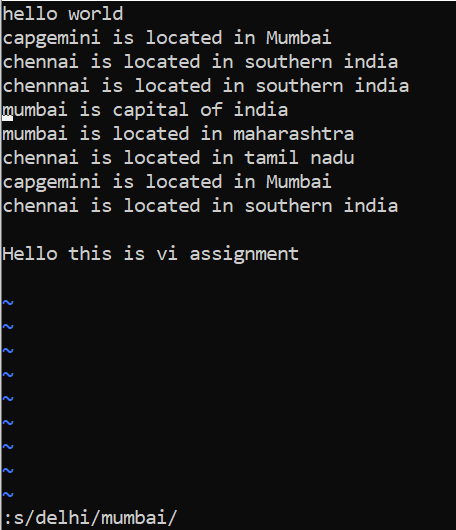 hello world
capgemini is located in Mumbai
chennai is located in southern india
chennnai is located in southern india
mumbai is capital of india
mumbai is located in maharashtra
chennai is located in tamil nadu
capgemini is located in Mumbai
chennai is located in southern india
Hello this is vi assignment
~
~
~
~
~
~
~
~
~
:s/delhi/mumbai/